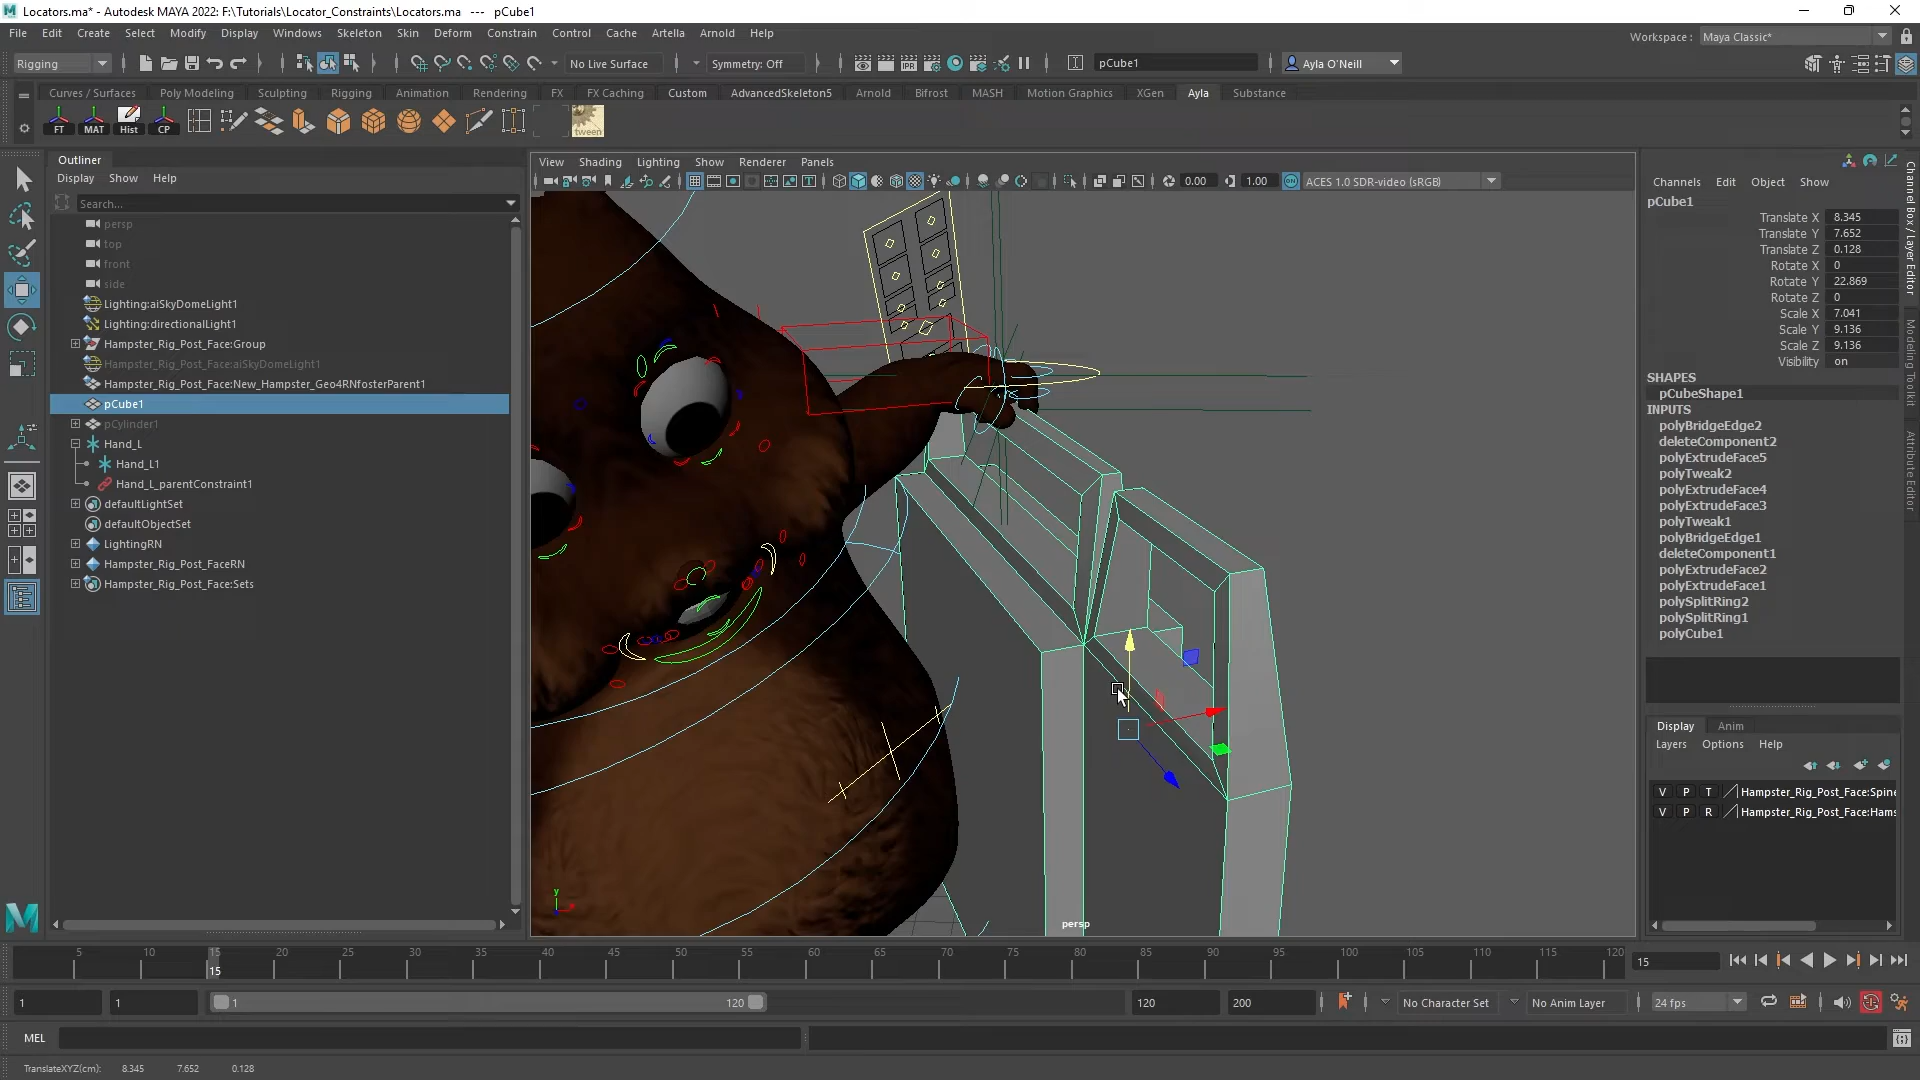 Locators.ma* - Autodesk MAYA 2022: F:\Tutorials\Locator_Constraints\Locators.ma --- pCube1
File Edit Create Select Modify Display Windows Skeleton Skin Deform Constrain Control Cache Artella Arnold Help
Workspace : Maya Classic*
Rigging No Live Surface Symmetry: Off pCube1 Ayla O'Neill
Curves / Surfaces Poly Modeling Sculpting Rigging Animation Rendering FX FX Caching Custom AdvancedSkeleton5 Arnold Bifrost MASH Motion Graphics XGen Ayla Substance
FT MAT Hist CP tween
Outliner
Display Show Help
Search...
persp
top
front
side
Lighting:aiSkyDomeLight1
Lighting:directionalLight1
Hampster_Rig_Post_Face:Group
Hampster_Rig_Post_Face:aiSkyDomeLight1
Hampster_Rig_Post_Face:New_Hampster_Geo4RNfosterParent1
pCube1
pCylinder1
Hand_L
Hand_L1
Hand_L_parentConstraint1
defaultLightSet
defaultObjectSet
LightingRN
Hampster_Rig_Post_FaceRN
Hampster_Rig_Post_Face:Sets
View Shading Lighting Show Renderer Panels
0.00 1.00 ON ACES 1.0 SDR-video (sRGB)
y
persp
Channels Edit Object Show
pCube1
Translate X 8.345
Translate Y 7.652
Translate Z 0.128
Rotate X 0
Rotate Y 22.869
Rotate Z 0
Scale X 7.041
Scale Y 9.136
Scale Z 9.136
Visibility on
SHAPES
pCubeShape1
INPUTS
polyBridgeEdge2
deleteComponent2
polyExtrudeFace5
polyTweak2
polyExtrudeFace4
polyExtrudeFace3
polyTweak1
polyBridgeEdge1
deleteComponent1
polyExtrudeFace2
polyExtrudeFace1
polySplitRing2
polySplitRing1
polyCube1
Channel Box / Layer Editor
Modeling Toolkit
Attribute Editor
Display Anim
Layers Options Help
V P T Hampster_Rig_Post_Face:Spine
V P R Hampster_Rig_Post_Face:Hams
5 10 15 20 25 30 35 40 45 50 55 60 65 70 75 80 85 90 95 100 105 110 115 120
15
15
1 1 1 120 120 200 No Character Set No Anim Layer 24 fps
MEL
TranslateXYZ(cm): 8.345 7.652 0.128